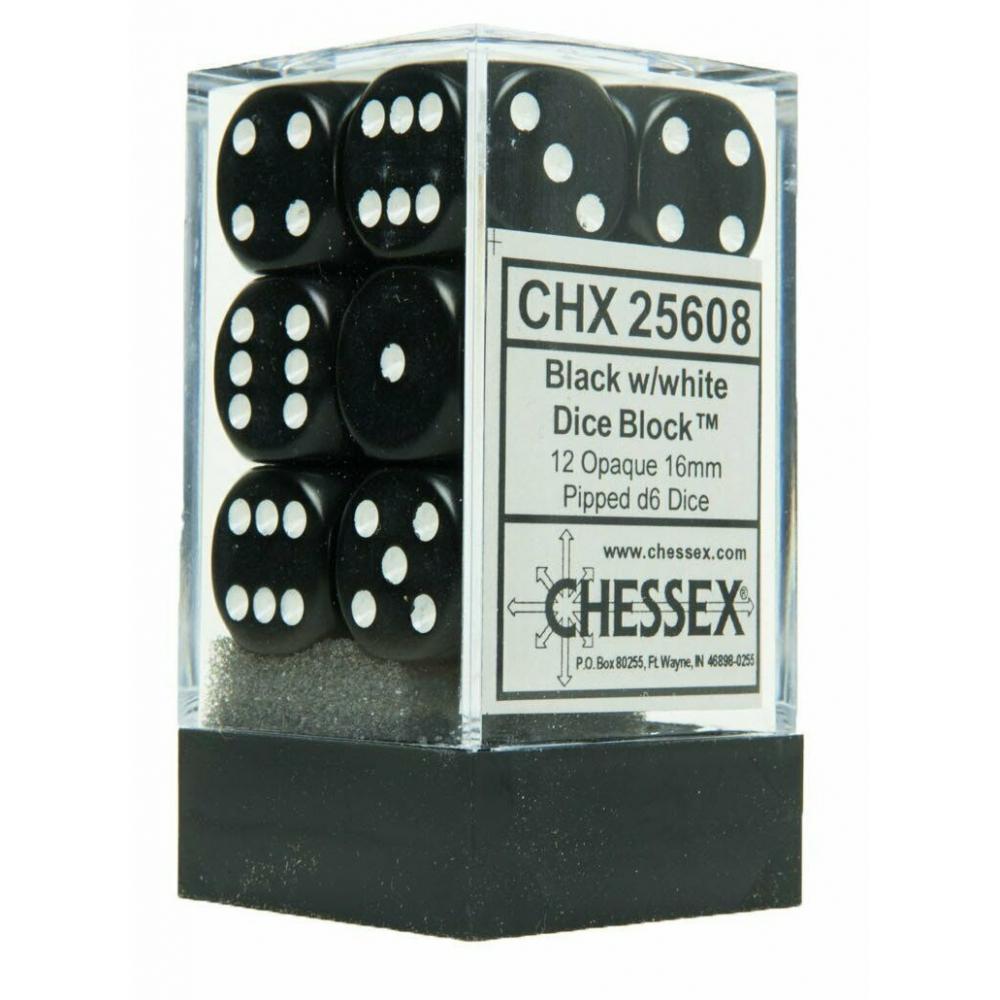 CHX 25608
Black w/white
Dice Block™
12 Opaque 16mm
Pipped d6 Dice
www.chessex.com
CHESSEX®
P.O. Box 80255, Ft. Wayne, IN 46898-0255